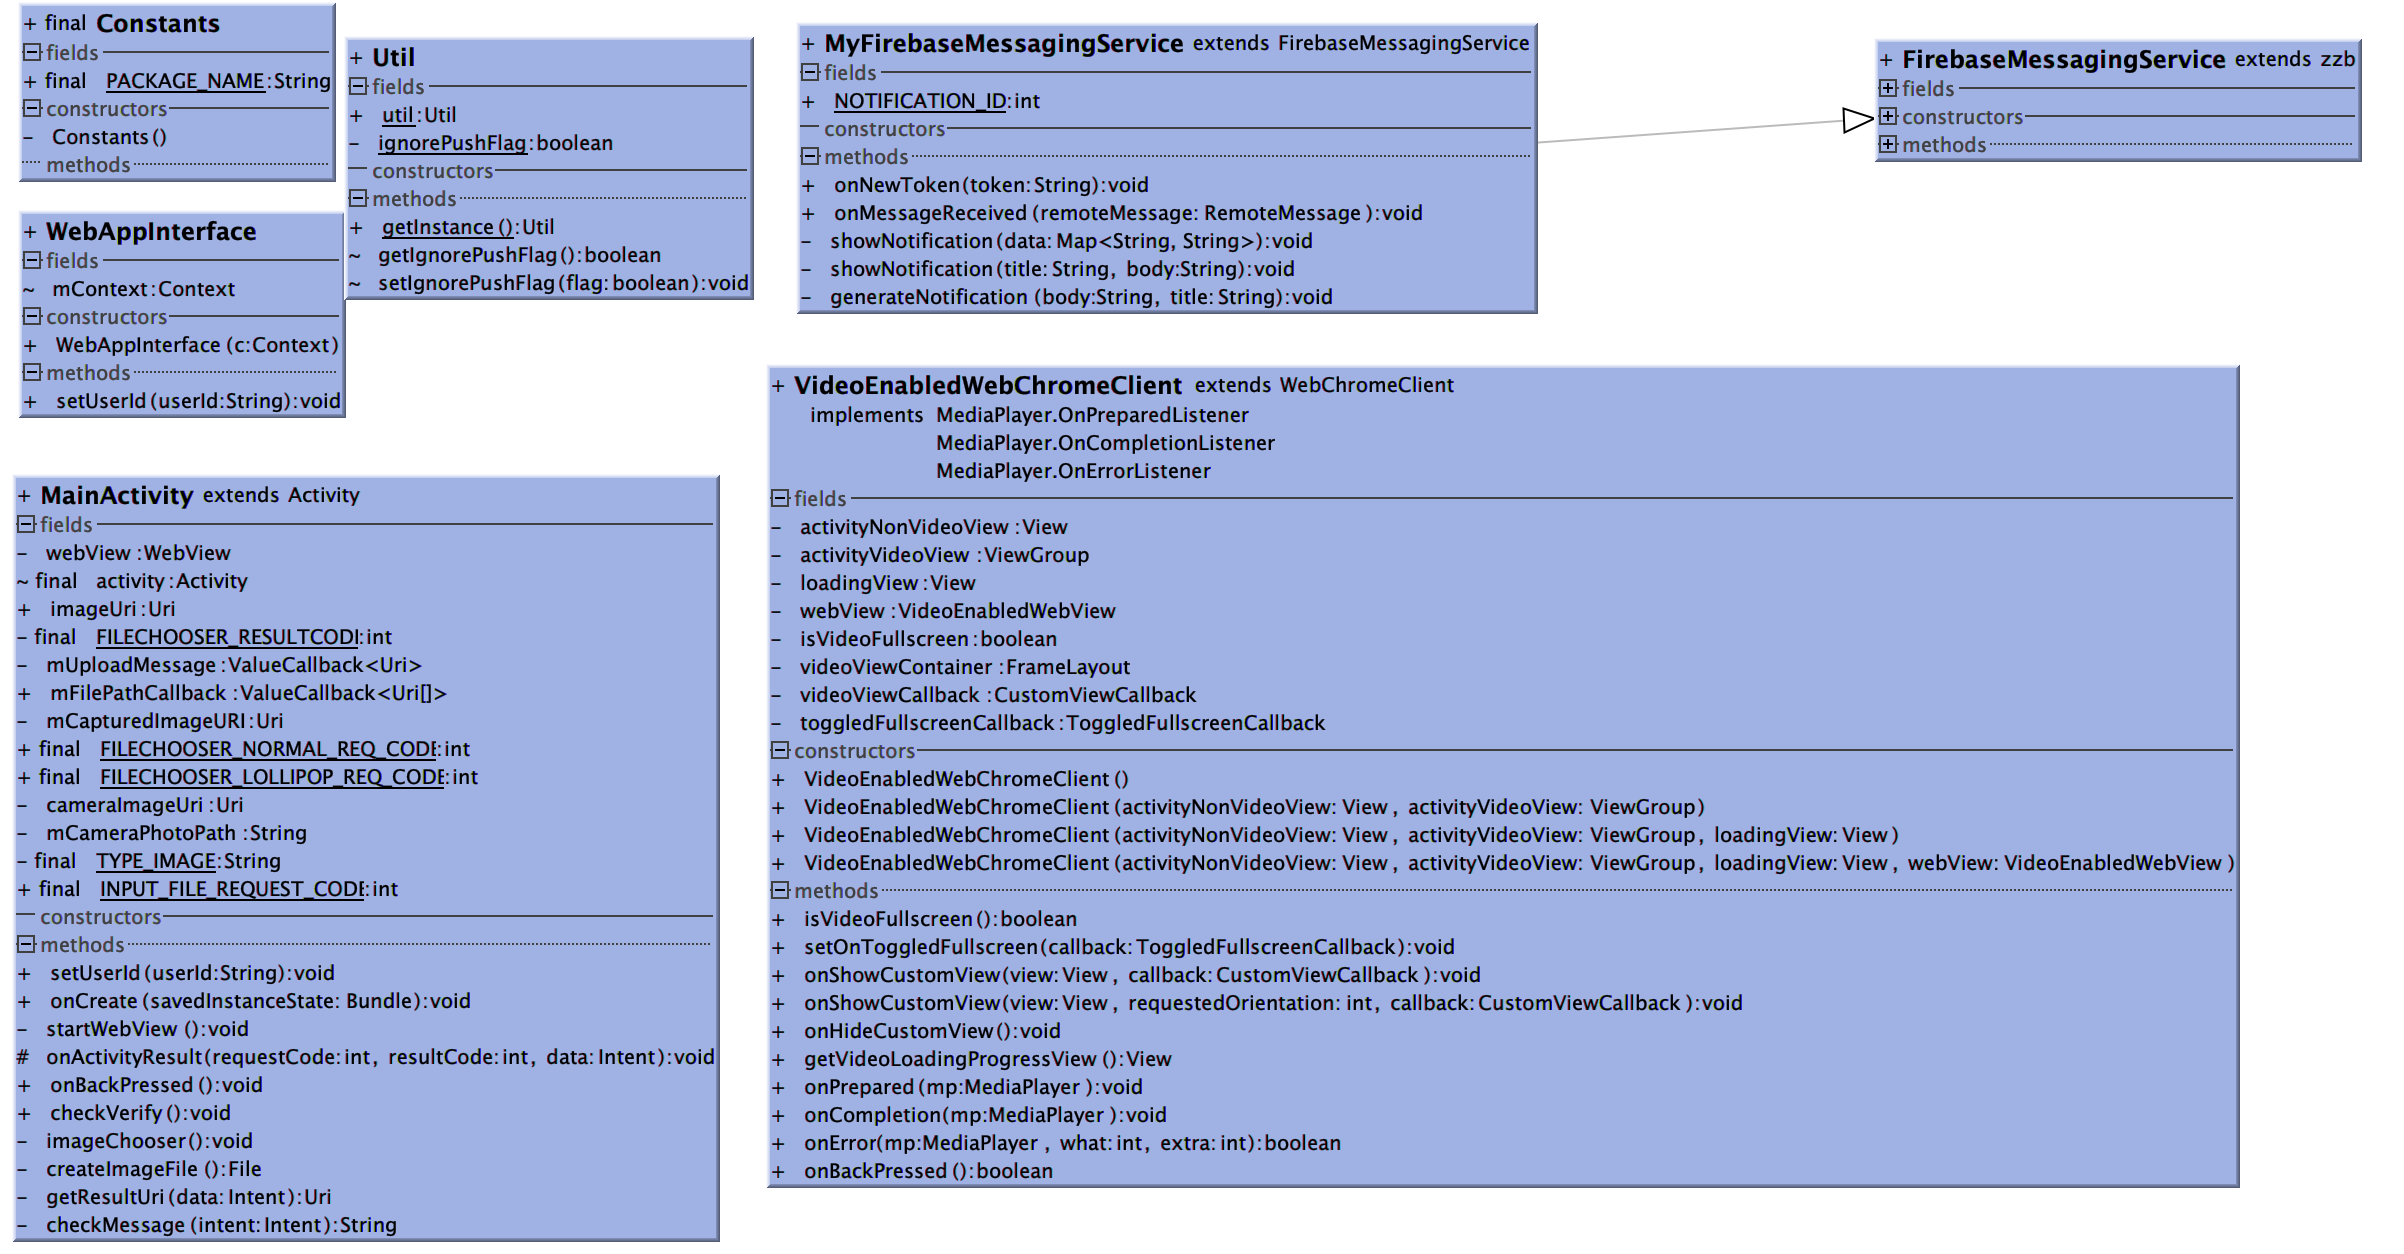 + final Constants
fields
+ final PACKAGE_NAME:String
constructors
- Constants()
methods
+ Util
fields
+ util:Util
- ignorePushFlag:boolean
constructors
methods
+ getInstance():Util
~ getIgnorePushFlag():boolean
~ setIgnorePushFlag(flag:boolean):void
+ MyFirebaseMessagingService extends FirebaseMessagingService
fields
+ NOTIFICATION_ID:int
constructors
methods
+ onNewToken(token:String):void
+ onMessageReceived(remoteMessage: RemoteMessage):void
- showNotification(data: Map<String, String>):void
- showNotification(title: String, body:String):void
- generateNotification(body:String, title: String):void
+ FirebaseMessagingService extends zzb
fields
constructors
methods
+ WebAppInterface
fields
~ mContext:Context
constructors
+ WebAppInterface(c:Context)
methods
+ setUserId(userId:String):void
+ MainActivity extends Activity
fields
- webView:WebView
~ final activity:Activity
+ imageUri:Uri
- final FILECHOOSER_RESULTCODE:int
- mUploadMessage:ValueCallback<Uri>
+ mFilePathCallback:ValueCallback<Uri[]>
- mCapturedImageURI:Uri
+ final FILECHOOSER_NORMAL_REQ_CODE:int
+ final FILECHOOSER_LOLLIPOP_REQ_CODE:int
- cameraImageUri:Uri
- mCameraPhotoPath:String
- final TYPE_IMAGE:String
+ final INPUT_FILE_REQUEST_CODE:int
constructors
methods
+ setUserId(userId:String):void
+ onCreate(savedInstanceState: Bundle):void
- startWebView():void
# onActivityResult(requestCode:int, resultCode:int, data:Intent):void
+ onBackPressed():void
+ checkVerify():void
- imageChooser():void
- createImageFile():File
- getResultUri(data:Intent):Uri
- checkMessage(intent:Intent):String
+ VideoEnabledWebChromeClient extends WebChromeClient
implements MediaPlayer.OnPreparedListener
MediaPlayer.OnCompletionListener
MediaPlayer.OnErrorListener
fields
- activityNonVideoView:View
- activityVideoView:ViewGroup
- loadingView:View
- webView:VideoEnabledWebView
- isVideoFullscreen:boolean
- videoViewContainer:FrameLayout
- videoViewCallback:CustomViewCallback
- toggledFullscreenCallback:ToggledFullscreenCallback
constructors
+ VideoEnabledWebChromeClient()
+ VideoEnabledWebChromeClient(activityNonVideoView: View, activityVideoView: ViewGroup)
+ VideoEnabledWebChromeClient(activityNonVideoView: View, activityVideoView: ViewGroup, loadingView: View)
+ VideoEnabledWebChromeClient(activityNonVideoView: View, activityVideoView: ViewGroup, loadingView: View, webView: VideoEnabledWebView)
methods
+ isVideoFullscreen():boolean
+ setOnToggledFullscreen(callback:ToggledFullscreenCallback):void
+ onShowCustomView(view: View, callback:CustomViewCallback):void
+ onShowCustomView(view: View, requestedOrientation: int, callback:CustomViewCallback):void
+ onHideCustomView():void
+ getVideoLoadingProgressView():View
+ onPrepared(mp:MediaPlayer):void
+ onCompletion(mp:MediaPlayer):void
+ onError(mp:MediaPlayer, what: int, extra: int):boolean
+ onBackPressed():boolean